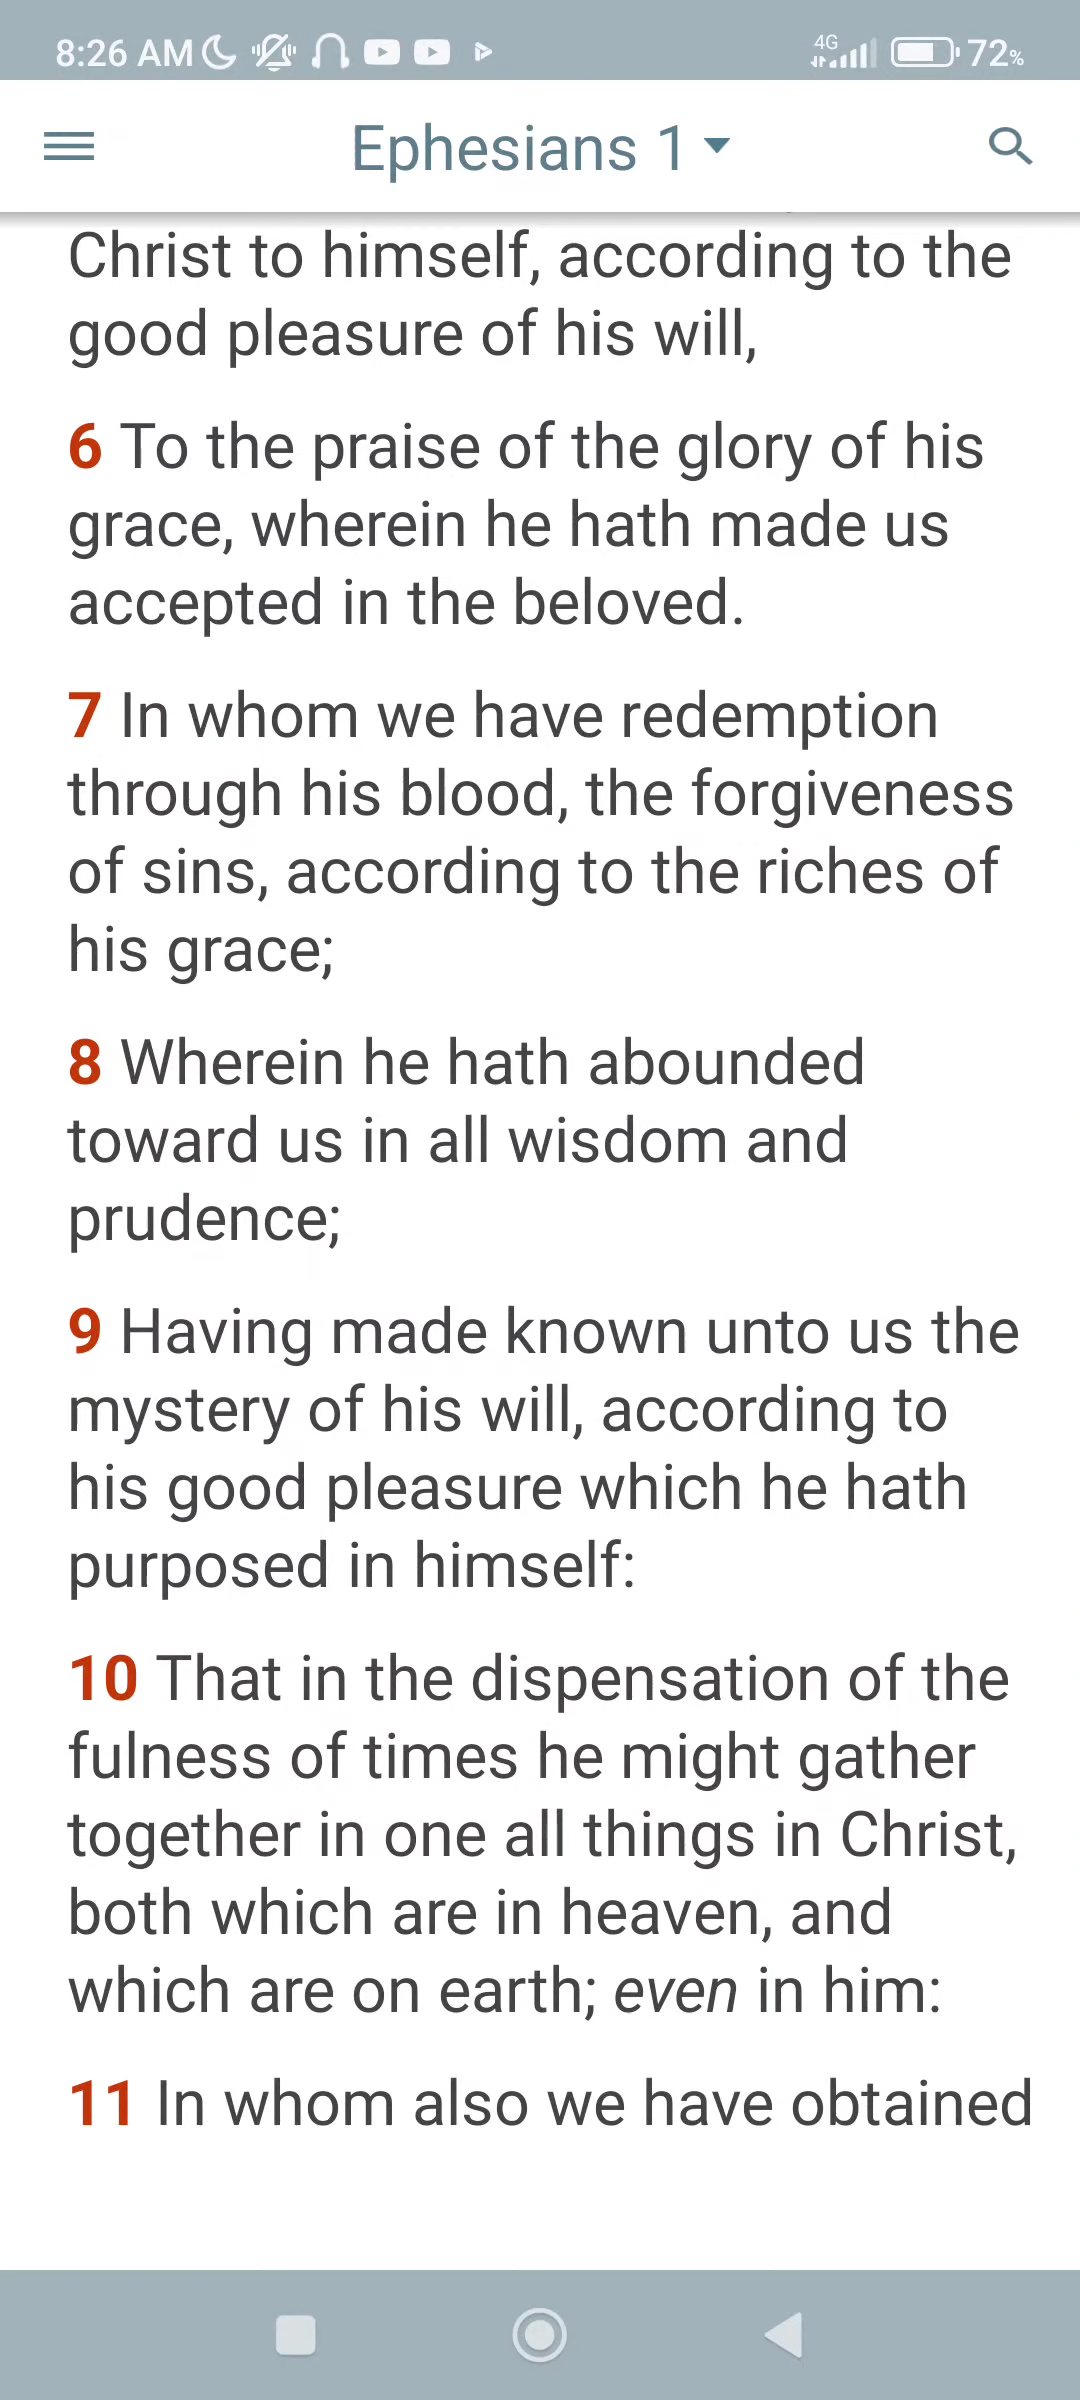 8:26 AM 4G 72%
Ephesians 1
Christ to himself, according to the
good pleasure of his will,
6 To the praise of the glory of his
grace, wherein he hath made us
accepted in the beloved.
7 In whom we have redemption
through his blood, the forgiveness
of sins, according to the riches of
his grace;
8 Wherein he hath abounded
toward us in all wisdom and
prudence;
9 Having made known unto us the
mystery of his will, according to
his good pleasure which he hath
purposed in himself:
10 That in the dispensation of the
fulness of times he might gather
together in one all things in Christ,
both which are in heaven, and
which are on earth; even in him:
11 In whom also we have obtained